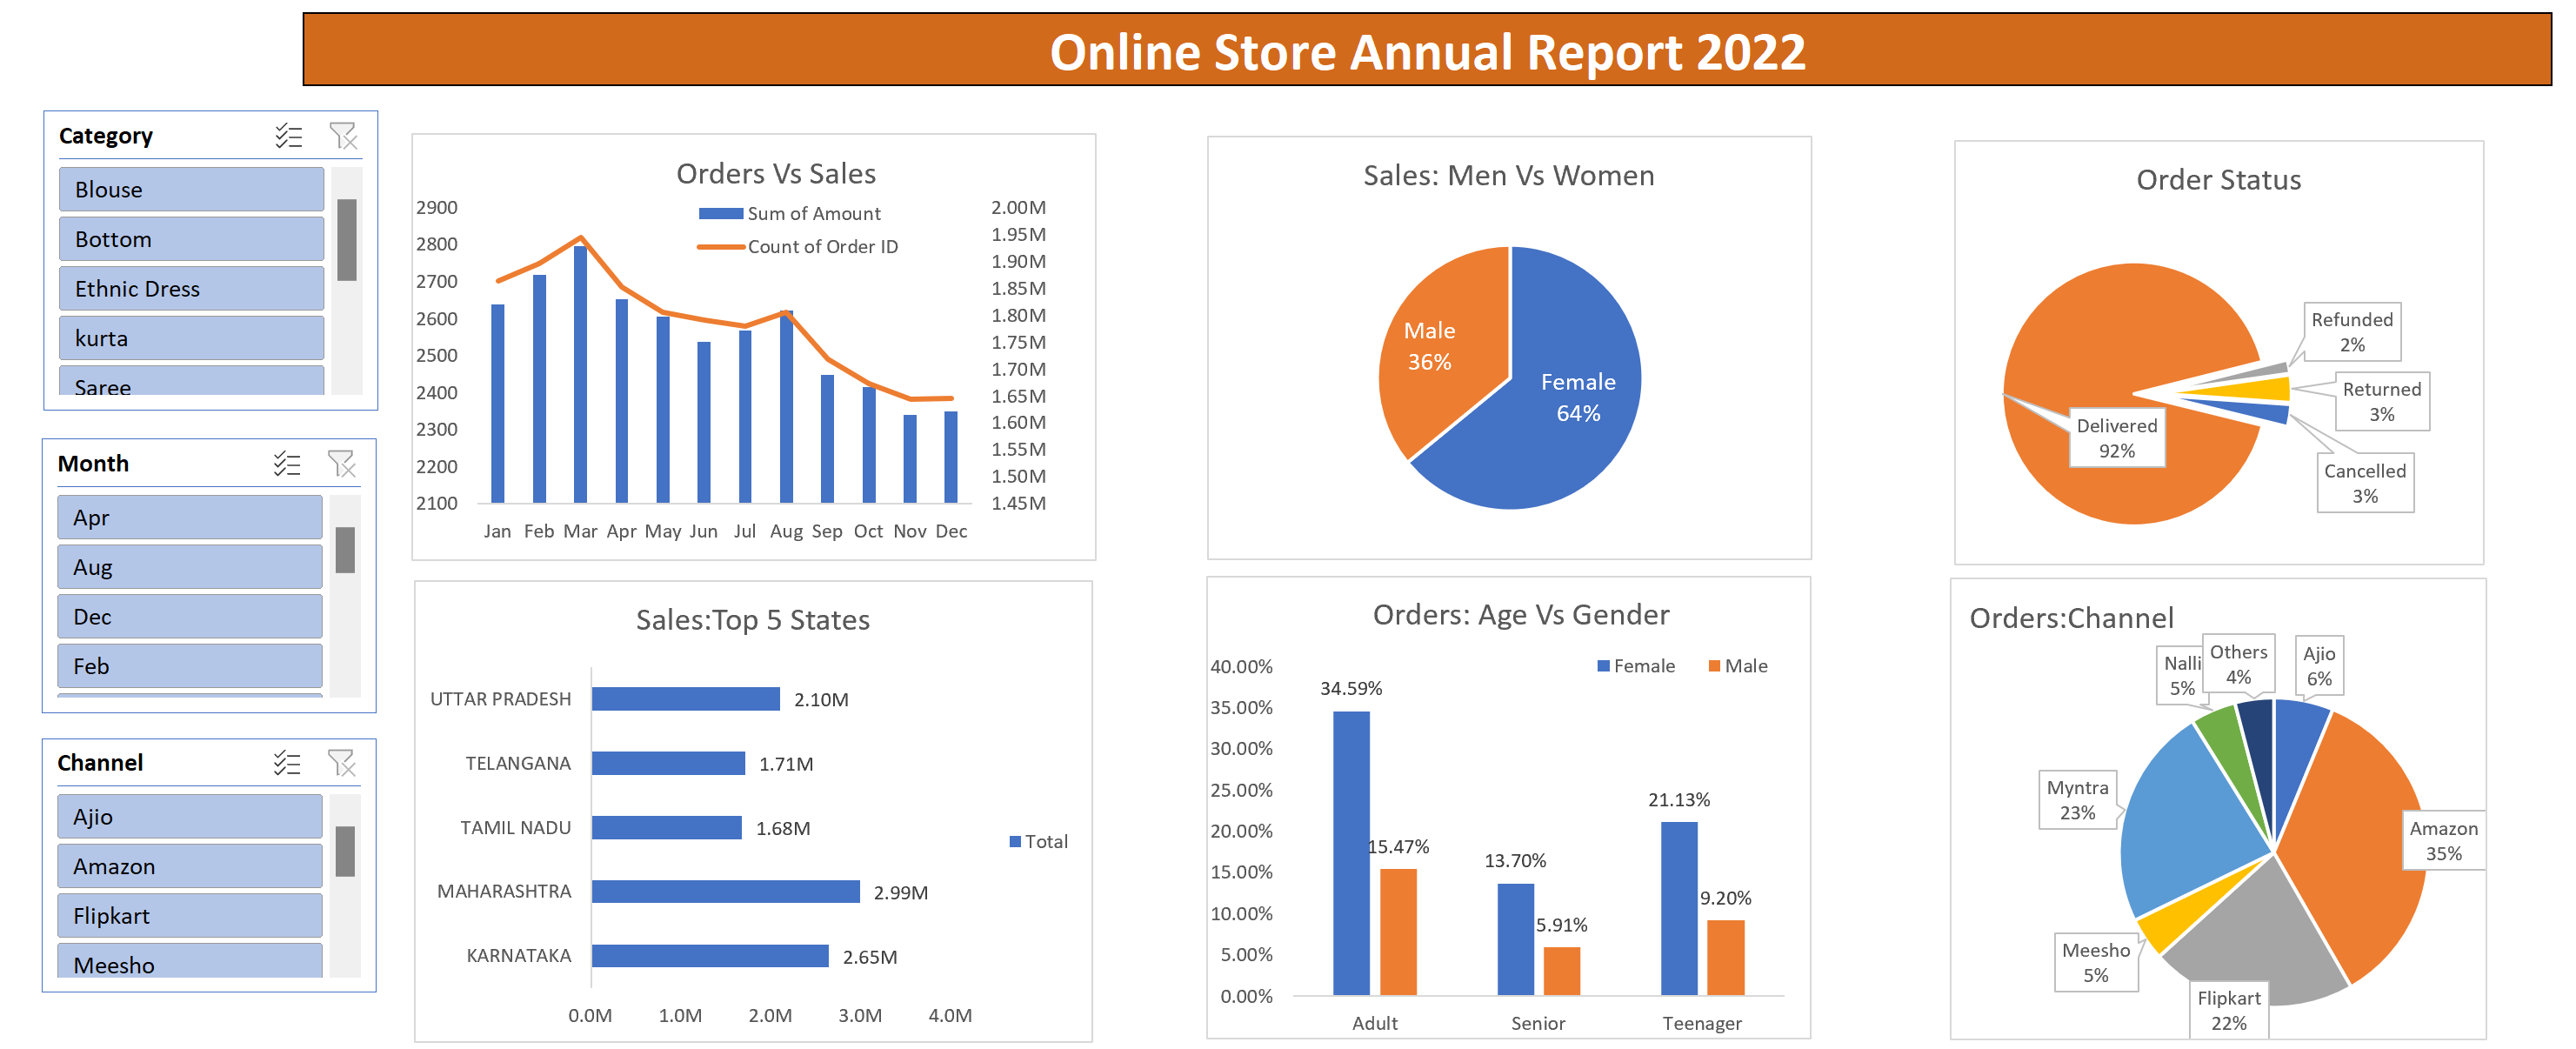 Online Store Annual Report 2022
Category
Blouse
Bottom
Ethnic Dress
kurta
Saree
Month
Apr
Aug
Dec
Feb
Channel
Ajio
Amazon
Flipkart
Meesho
Orders Vs Sales
Sum of Amount
Count of Order ID
2900
2800
2700
2600
2500
2400
2300
2200
2100
2.00M
1.95M
1.90M
1.85M
1.80M
1.75M
1.70M
1.65M
1.60M
1.55M
1.50M
1.45M
Jan Feb Mar Apr May Jun Jul Aug Sep Oct Nov Dec
Sales: Men Vs Women
Male
36%
Female
64%
Order Status
Refunded
2%
Returned
3%
Delivered
92%
Cancelled
3%
Sales:Top 5 States
UTTAR PRADESH 2.10M
TELANGANA 1.71M
TAMIL NADU 1.68M
MAHARASHTRA 2.99M
KARNATAKA 2.65M
Total
0.0M 1.0M 2.0M 3.0M 4.0M
Orders: Age Vs Gender
Female Male
40.00%
35.00%
30.00%
25.00%
20.00%
15.00%
10.00%
5.00%
0.00%
34.59%
15.47%
13.70%
5.91%
21.13%
9.20%
Adult Senior Teenager
Orders:Channel
Nalli
5%
Others
4%
Ajio
6%
Myntra
23%
Amazon
35%
Meesho
5%
Flipkart
22%